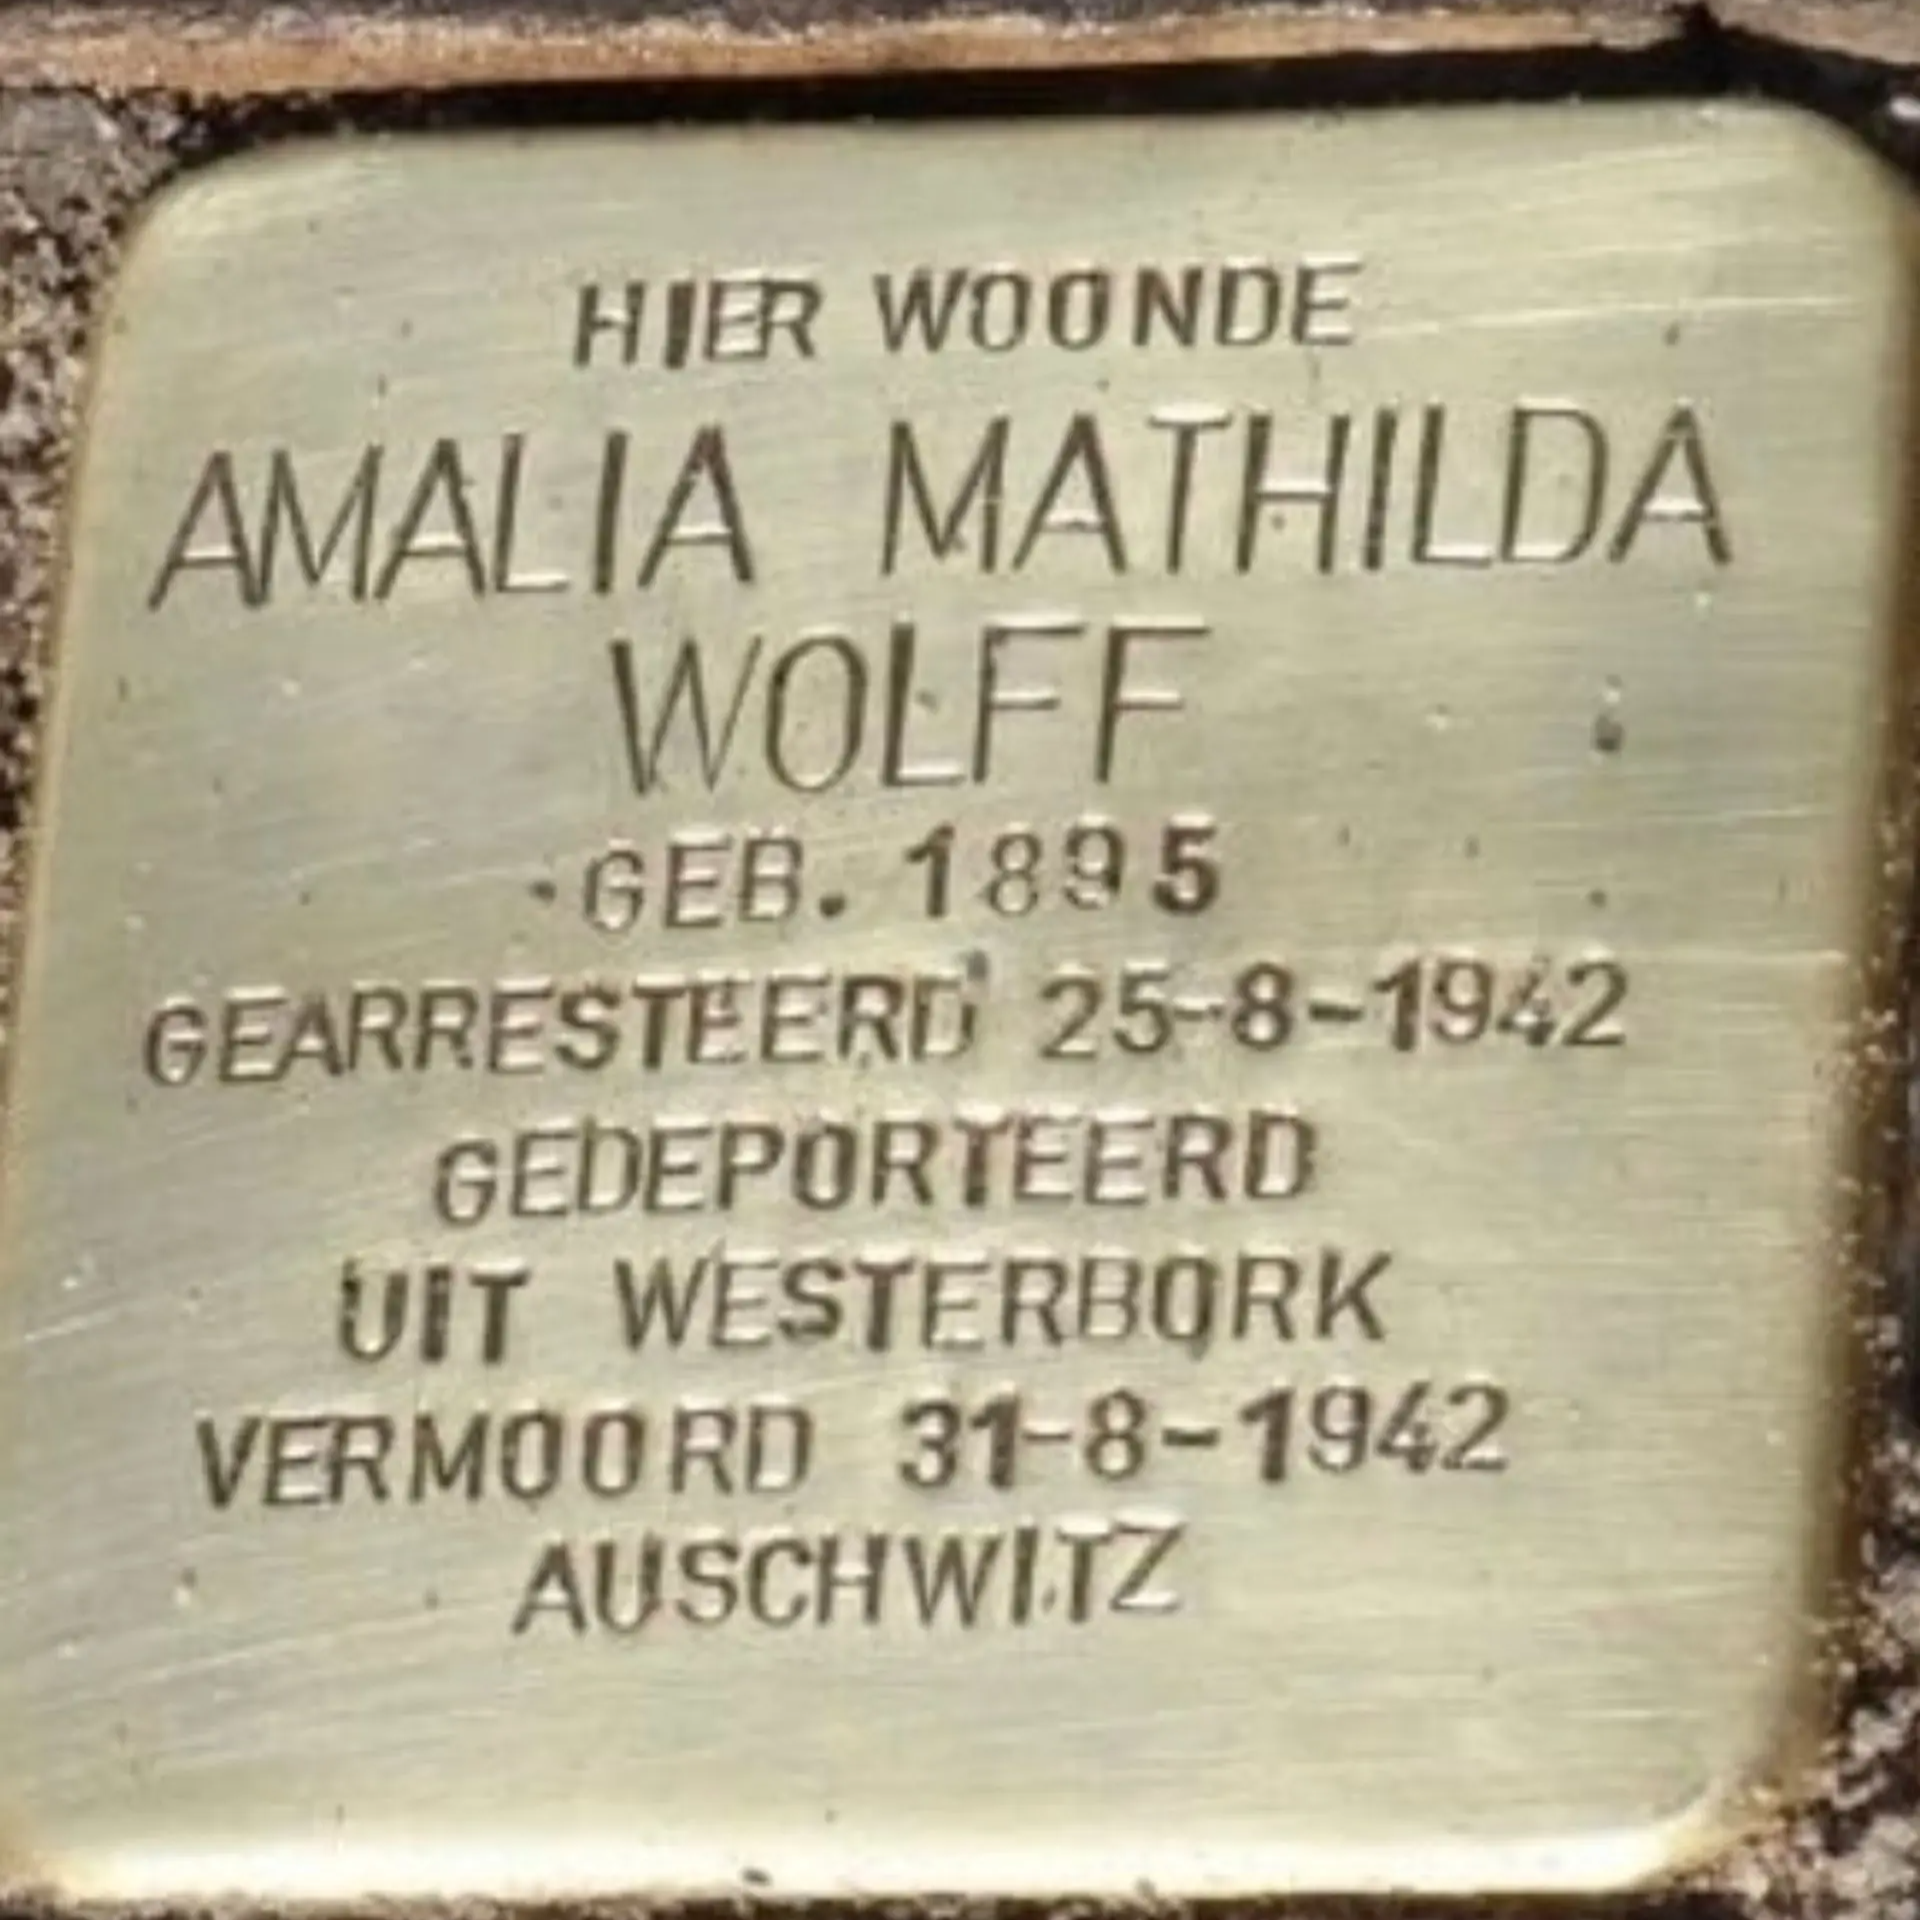 HIER WOONDE
AMALIA MATHILDA
WOLFF
GEB. 1895
GEARRESTEERD 25-8-1942
GEDEPORTEERD
UIT WESTERBORK
VERMOORD 31-8-1942
AUSCHWITZ